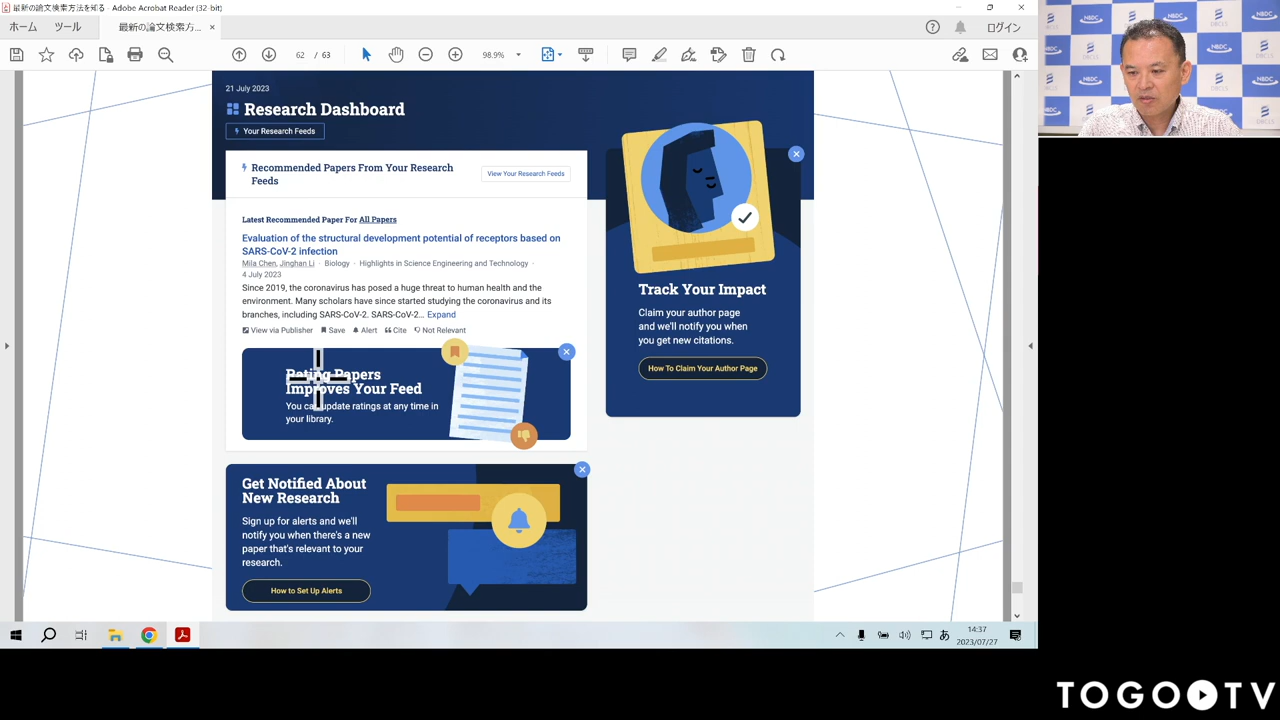 最新の論文検索方法を知る - Adobe Acrobat Reader (32-bit)
ホーム ツール 最新の論文検索方... × ログイン
62 / 63 98.9%
21 July 2023
Research Dashboard
Your Research Feeds
Recommended Papers From Your Research
Feeds
View Your Research Feeds
Latest Recommended Paper For All Papers
Evaluation of the structural development potential of receptors based on
SARS-CoV-2 infection
Mila Chen, Jinghan Li · Biology · Highlights in Science Engineering and Technology ·
4 July 2023
Since 2019, the coronavirus has posed a huge threat to human health and the
environment. Many scholars have since started studying the coronavirus and its
branches, including SARS-CoV-2. SARS-CoV-2... Expand
View via Publisher Save Alert Cite Not Relevant
Rating Papers
Improves Your Feed
You can update ratings at any time in
your library.
Get Notified About
New Research
Sign up for alerts and we'll
notify you when there's a new
paper that's relevant to your
research.
How to Set Up Alerts
Track Your Impact
Claim your author page
and we'll notify you when
you get new citations.
How To Claim Your Author Page
NBDC
DBCLS
あ
14:37
2023/07/27
TOGO TV